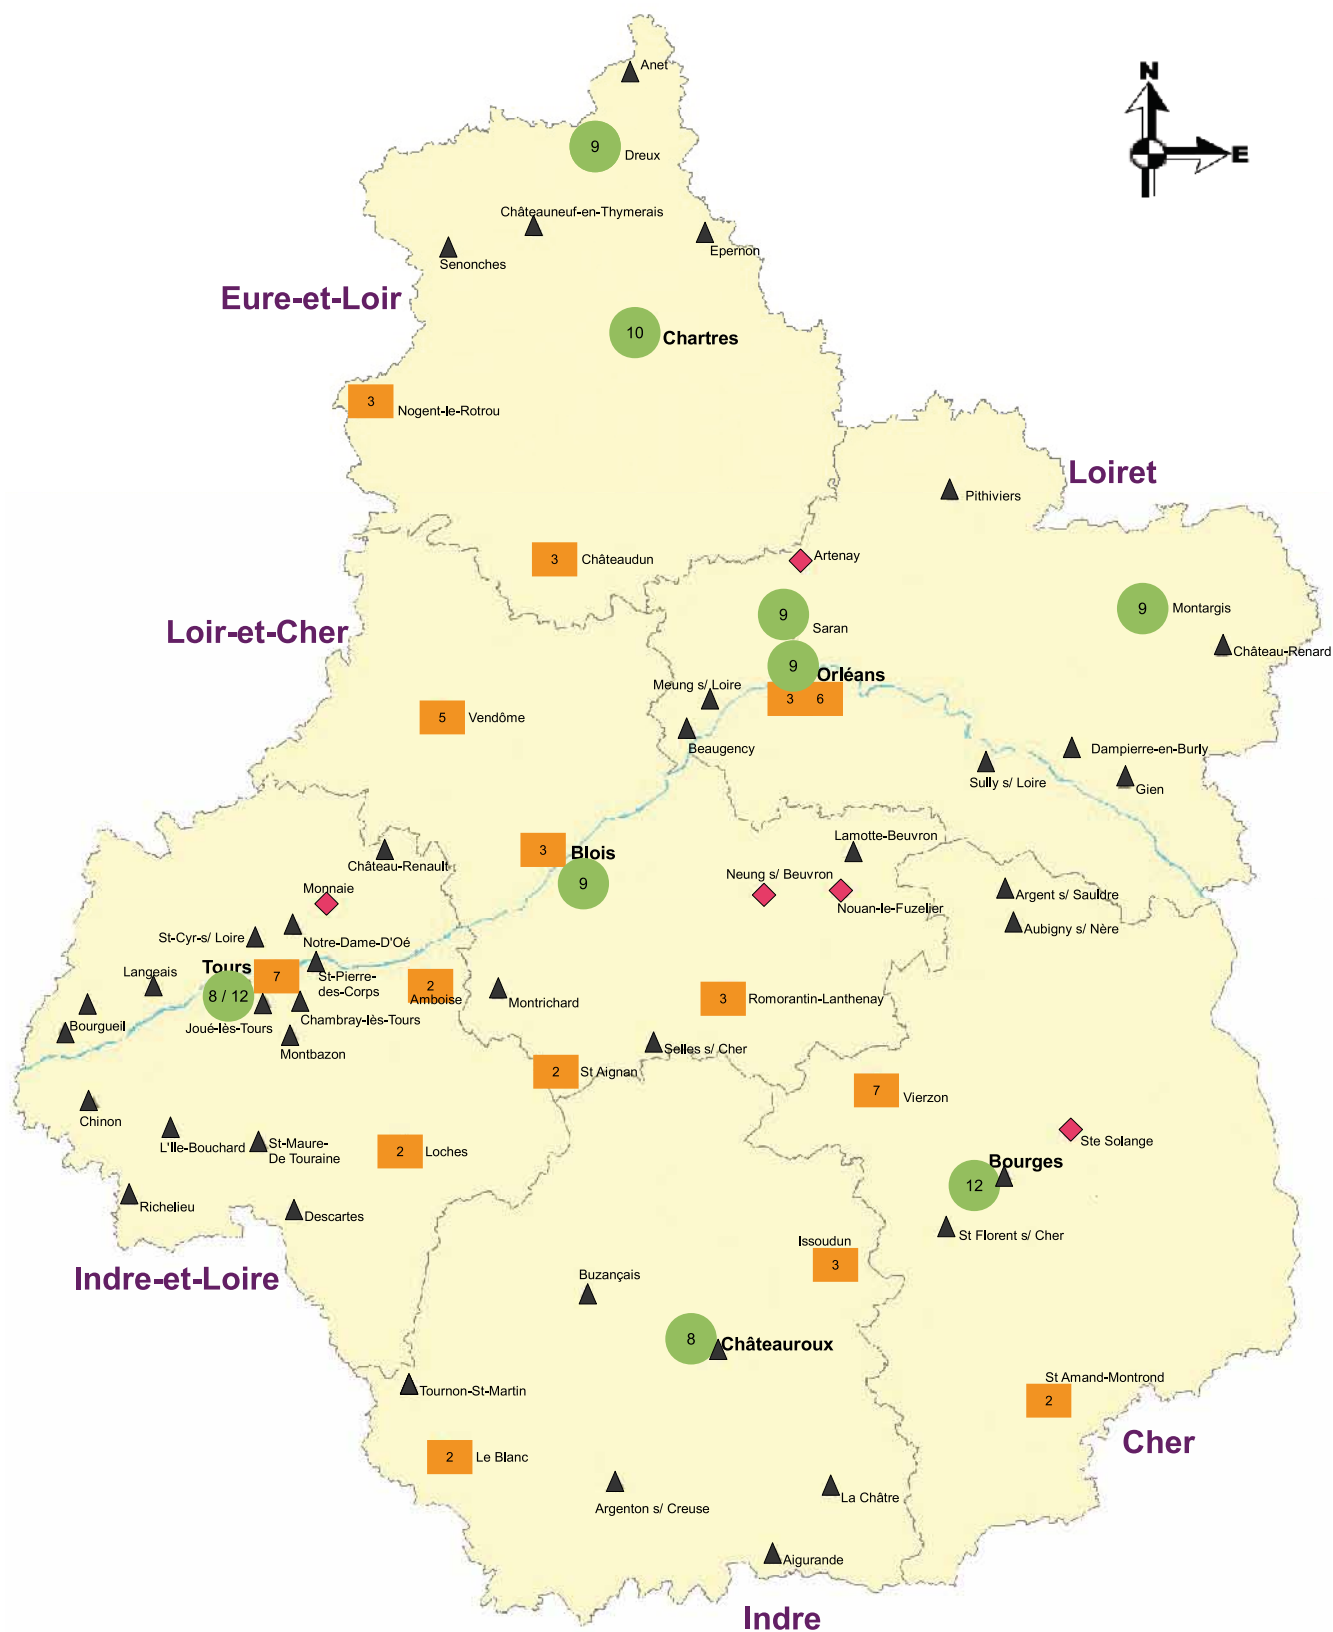 Anet
N
E
9
Dreux
Châteauneuf-en-Thymerais
Epernon
Senonches
Eure-et-Loir
10
Chartres
3
Nogent-le-Rotrou
Loiret
Pithiviers
3
Châteaudun
Artenay
9
Saran
9
Montargis
Loir-et-Cher
Château-Renard
9
Orléans
Meung s/ Loire
3 6
5
Vendôme
Beaugency
Dampierre-en-Burly
Sully s/ Loire
Gien
Lamotte-Beuvron
3
Blois
Château-Renault
Neung s/ Beuvron
9
Monnaie
Argent s/ Sauldre
Nouan-le-Fuzelier
Aubigny s/ Nère
St-Cyr-s/ Loire
Notre-Dame-D'Oé
Tours
7
St-Pierre-
des-Corps
Langeais
2
Amboise
8 / 12
Montrichard
3
Romorantin-Lanthenay
Chambray-lès-Tours
Bourgueil
Joué-lès-Tours
Montbazon
Selles s/ Cher
2
St Aignan
7
Vierzon
Chinon
Ste Solange
L'Ile-Bouchard
St-Maure-
De Touraine
2
Loches
Bourges
12
Richelieu
Descartes
St Florent s/ Cher
Issoudun
3
Indre-et-Loire
Buzançais
8
Châteauroux
St Amand-Montrond
2
Tournon-St-Martin
Cher
2
Le Blanc
La Châtre
Argenton s/ Creuse
Aigurande
Indre